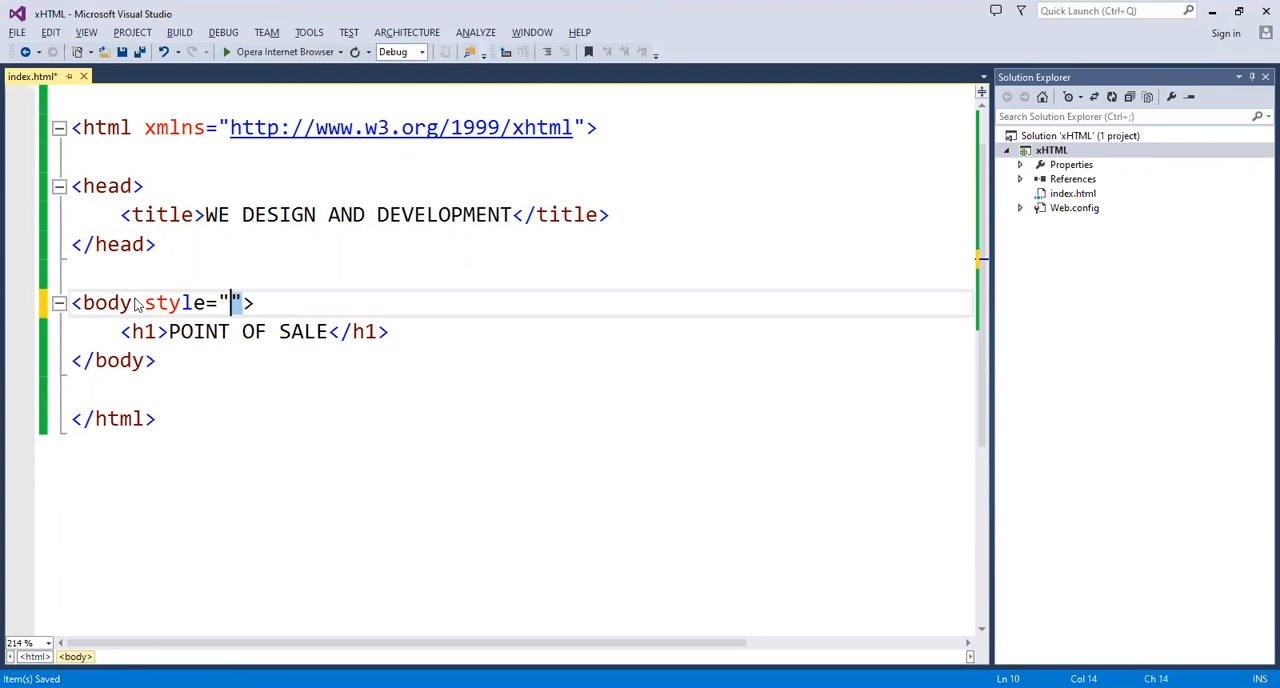 xHTML - Microsoft Visual Studio
Quick Launch (Ctrl+Q)
FILE EDIT VIEW PROJECT BUILD DEBUG TEAM TOOLS TEST ARCHITECTURE ANALYZE WINDOW HELP
Sign in
Opera Internet Browser Debug
index.html*
<html xmlns="http://www.w3.org/1999/xhtml">
<head>
<title>WE DESIGN AND DEVELOPMENT</title>
</head>
<body style="">
<h1>POINT OF SALE</h1>
</body>
</html>
214 %
<html> <body>
Solution Explorer
Search Solution Explorer (Ctrl+;)
Solution 'xHTML' (1 project)
xHTML
Properties
References
index.html
Web.config
Item(s) Saved
Ln 10 Col 14 Ch 14 INS